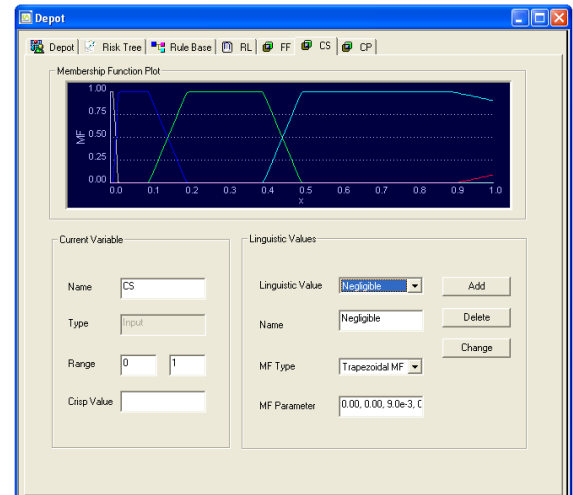 Depot
Depot Risk Tree Rule Base RL FF CS CP
Membership Function Plot
1.00
0.75
0.50
0.25
0.00
MF
0.0 0.1 0.2 0.3 0.4 0.5 0.6 0.7 0.8 0.9 1.0
x
Current Variable
Name CS
Type Input
Range 0 1
Crisp Value
Linguistic Values
Linguistic Value Negligible Add
Name Negligible Delete
Change
MF Type Trapezoidal MF
MF Parameter 0.00, 0.00, 9.0e-3,